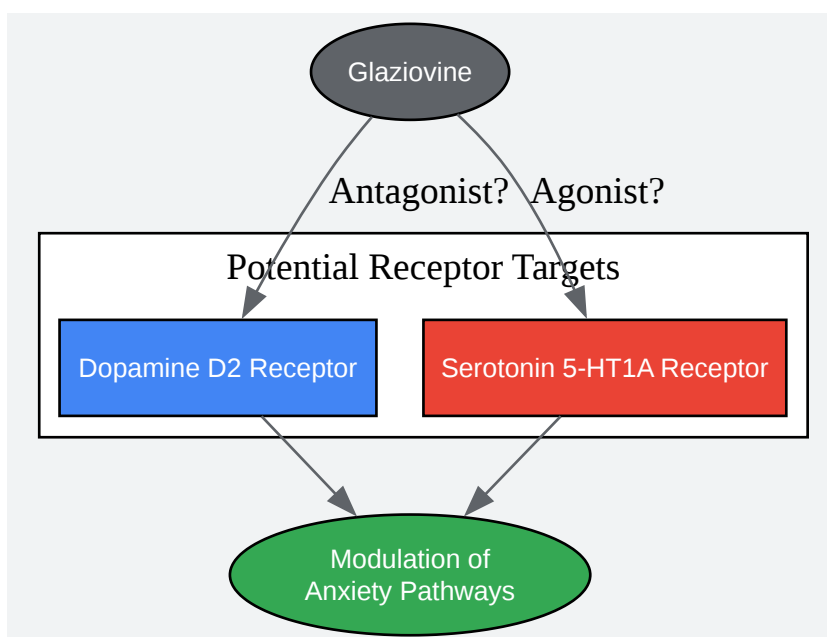 Glaziovine
Antagonist?
Agonist?
Potential Receptor Targets
Dopamine D2 Receptor
Serotonin 5-HT1A Receptor
Modulation of
Anxiety Pathways